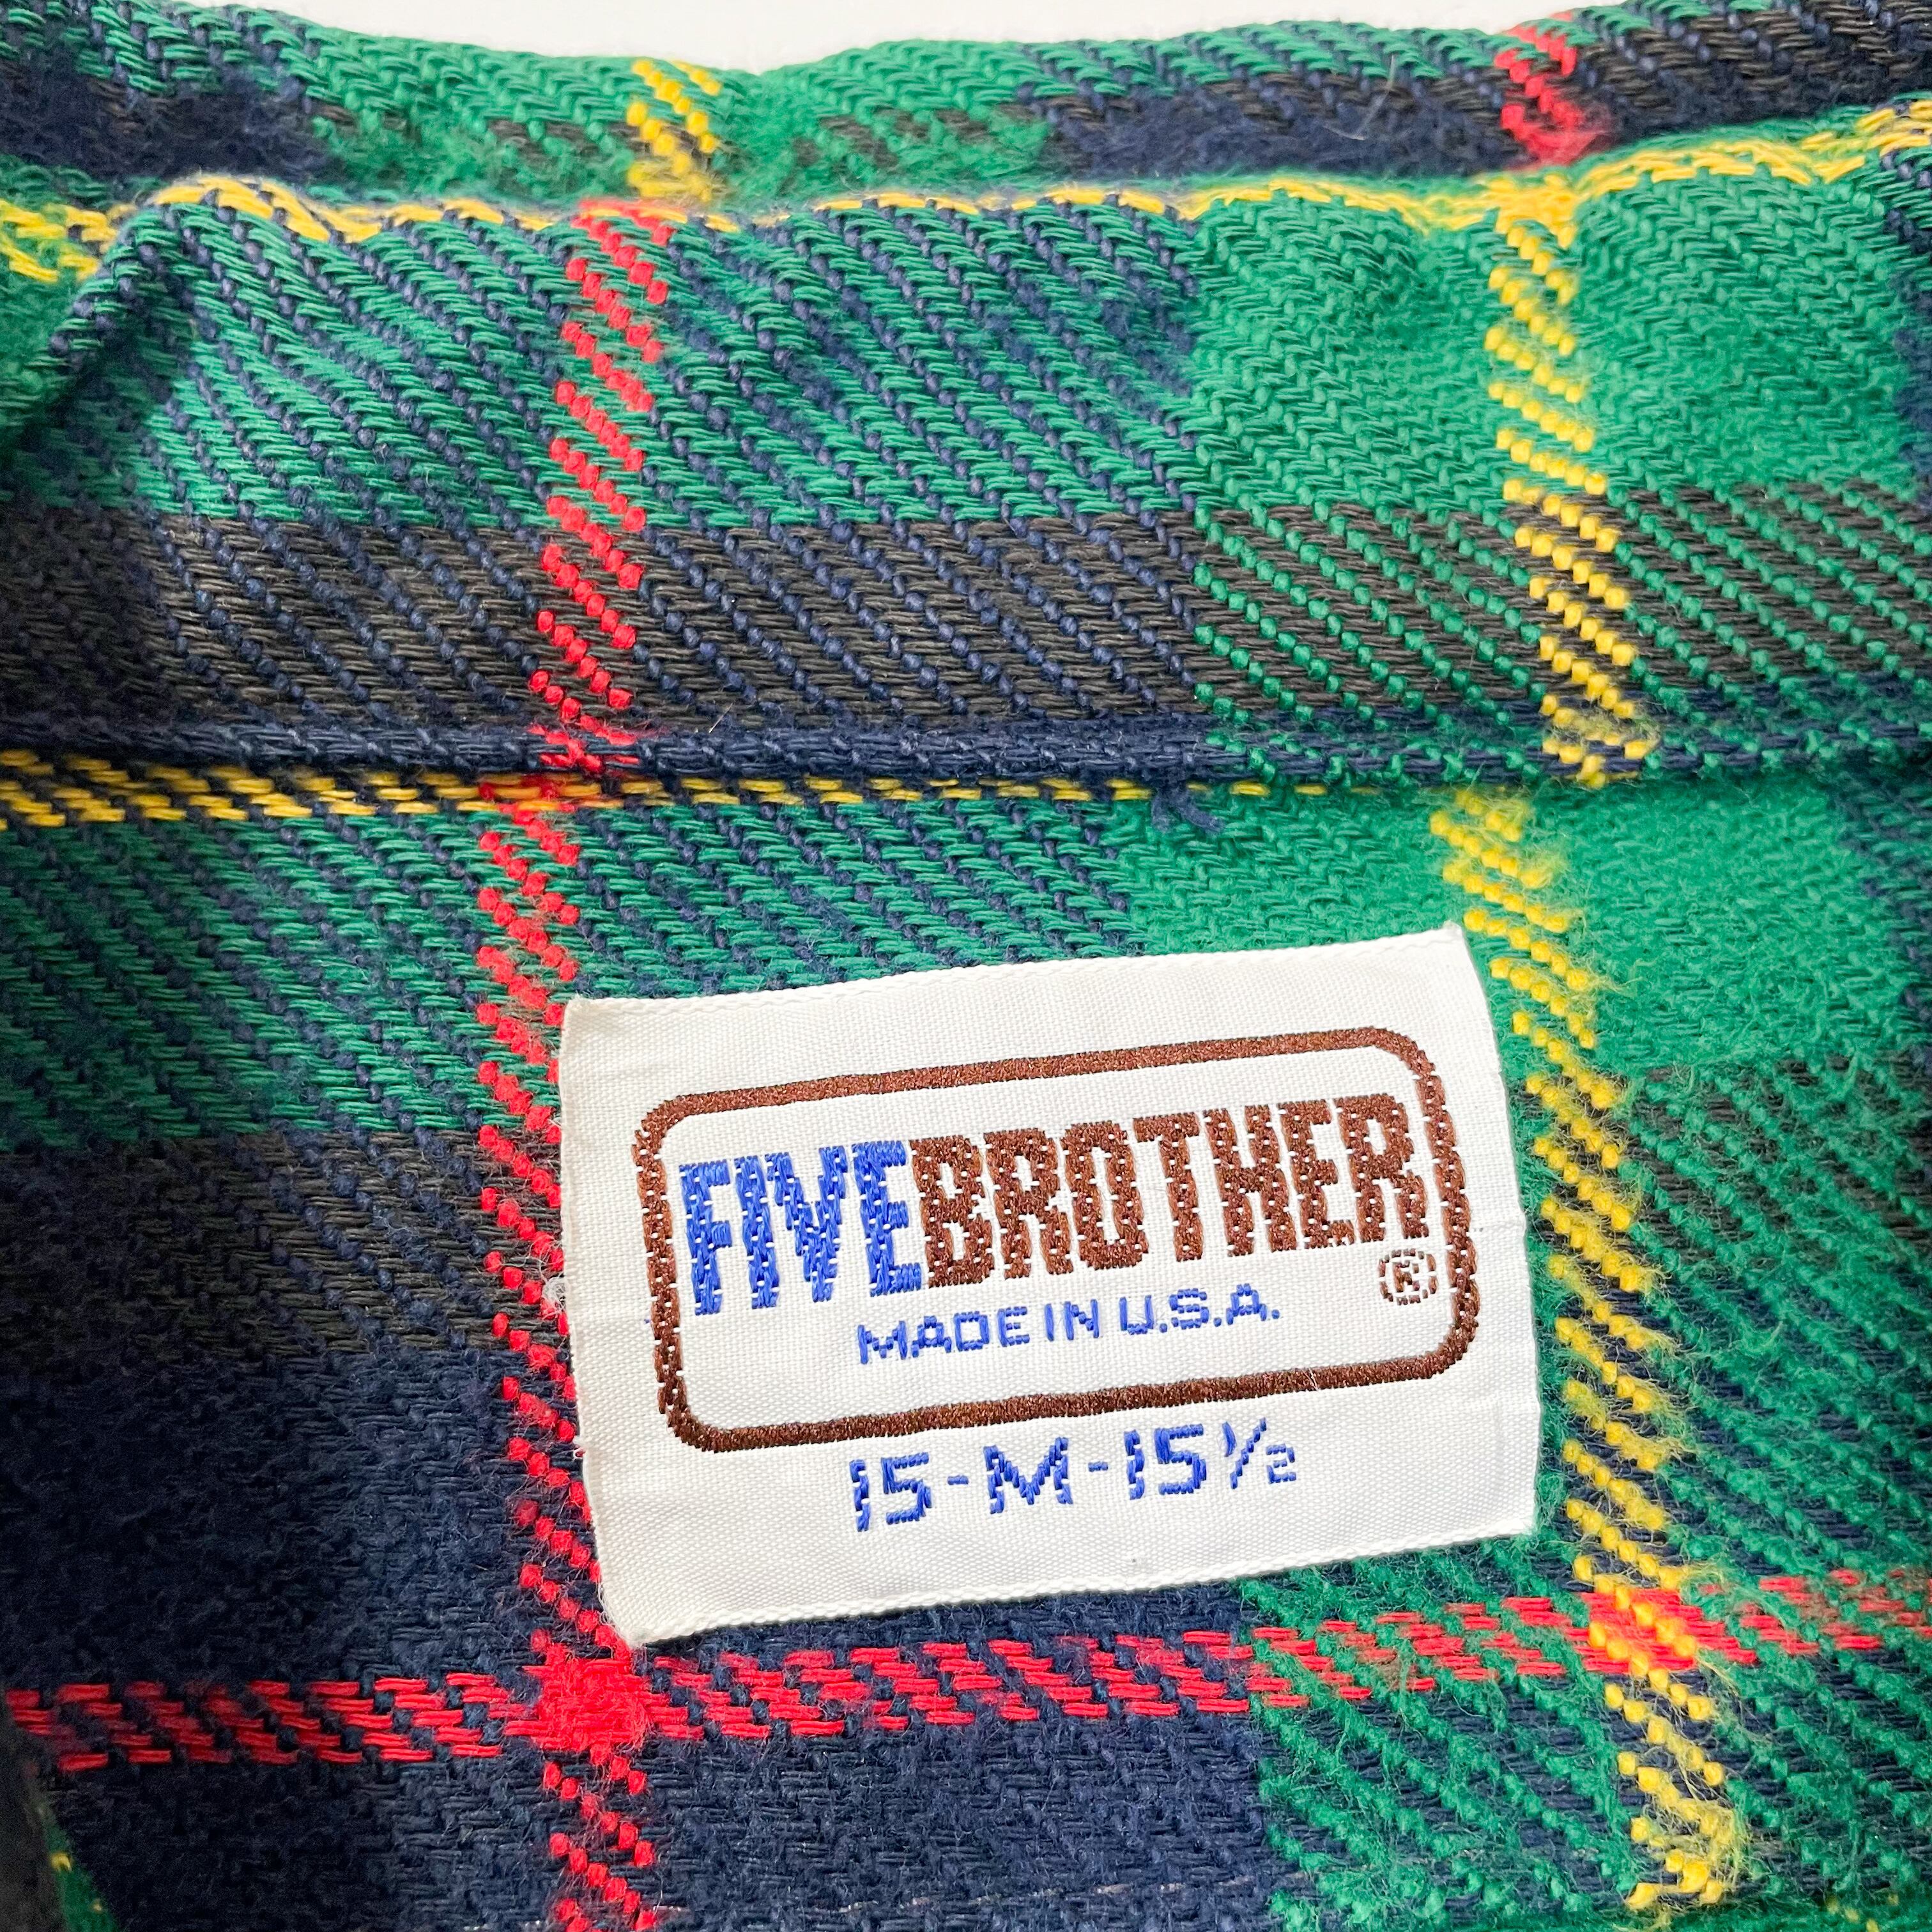 FIVEBROTHER
®
MADE IN U.S.A.
15-M-15½